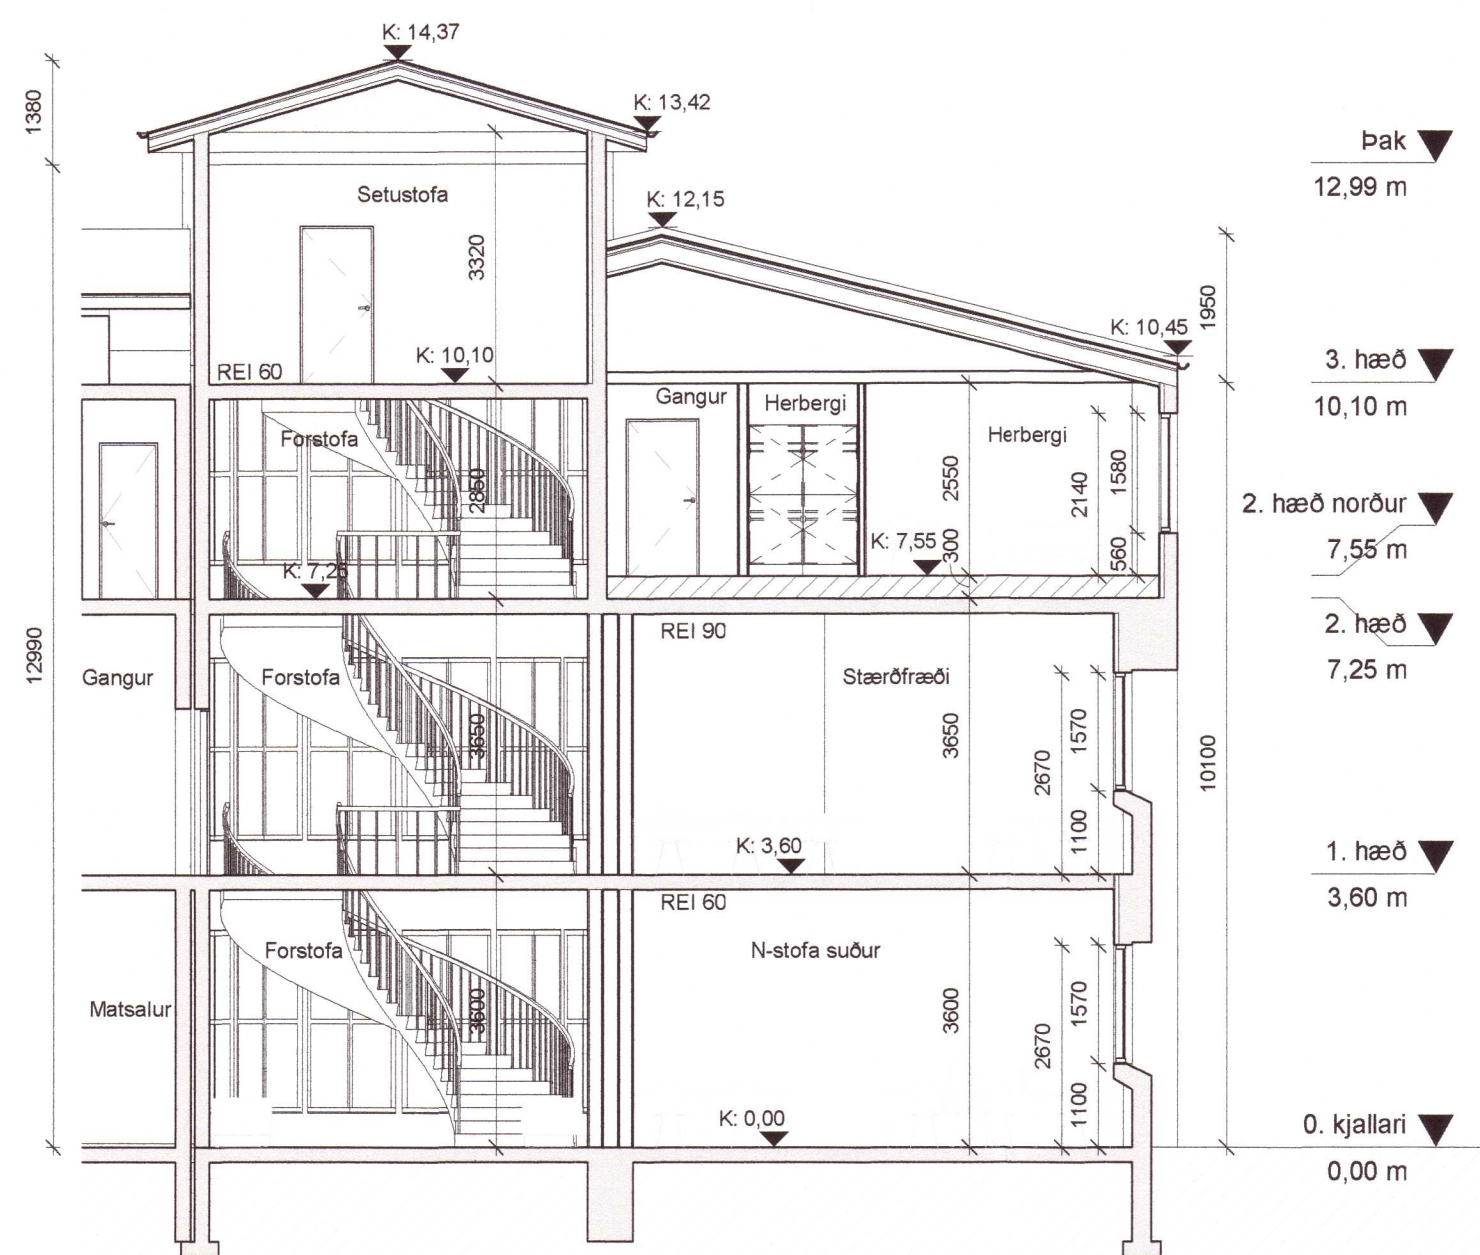 K: 14,37
1380
K: 13,42
Þak
12,99 m
Setustofa
K: 12,15
3320
1950
K: 10,45
K: 10,10
REI 60
3. hæð
10,10 m
Gangur
Herbergi
Herbergi
Forstofa
2850
2550
2140
1580
2. hæð norður
7,55 m
K: 7,55
300
560
K: 7,25
2. hæð
7,25 m
12990
REI 90
Gangur
Forstofa
Stærðfræði
3650
3650
2670
1570
10100
1100
K: 3,60
1. hæð
3,60 m
REI 60
Forstofa
N-stofa suður
Matsalur
3600
3600
2670
1570
1100
K: 0,00
0. kjallari
0,00 m